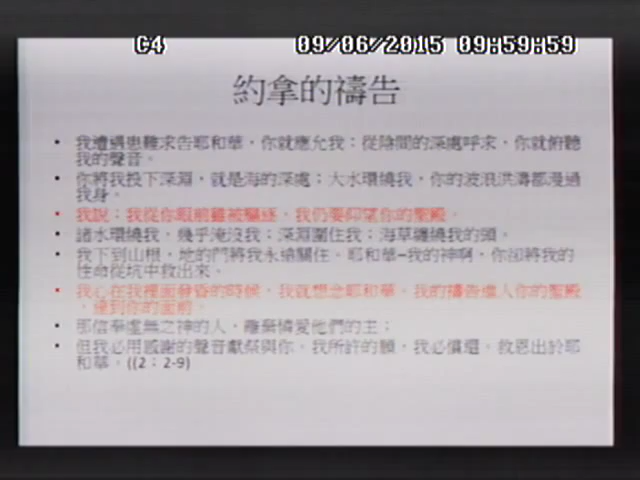 C4 09/06/2015 09:59:59
約拿的禱告
• 我遭遇患難求告耶和華，你就應允我；從陰間的深處呼求，你就俯聽
我的聲音。
• 你將我投下深淵，就是海的深處；大水環繞我，你的波浪洪濤都漫過
我身。
• 我說：我從你眼前雖被驅逐，我仍要仰望你的聖殿。
• 諸水環繞我，幾乎淹沒我；深淵圍住我；海草纏繞我的頭。
• 我下到山根，地的門將我永遠關住。耶和華─我的神啊，你卻將我的
性命從坑中救出來。
• 我心在我裡面發昏的時候，我就想念耶和華。我的禱告進入你的聖殿
，達到你的面前。
• 那信奉虛無之神的人，離棄憐愛他們的主；
• 但我必用感謝的聲音獻祭與你。我所許的願，我必償還。救恩出於耶
和華。((2：2-9)